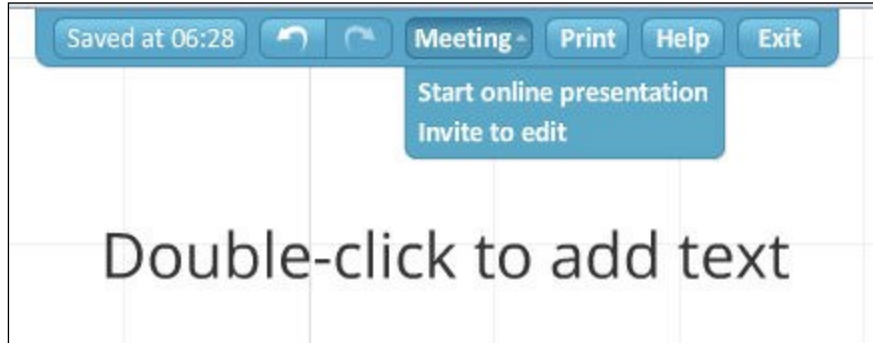 Saved at 06:28 Meeting Print Help Exit
Start online presentation
Invite to edit
Double-click to add text